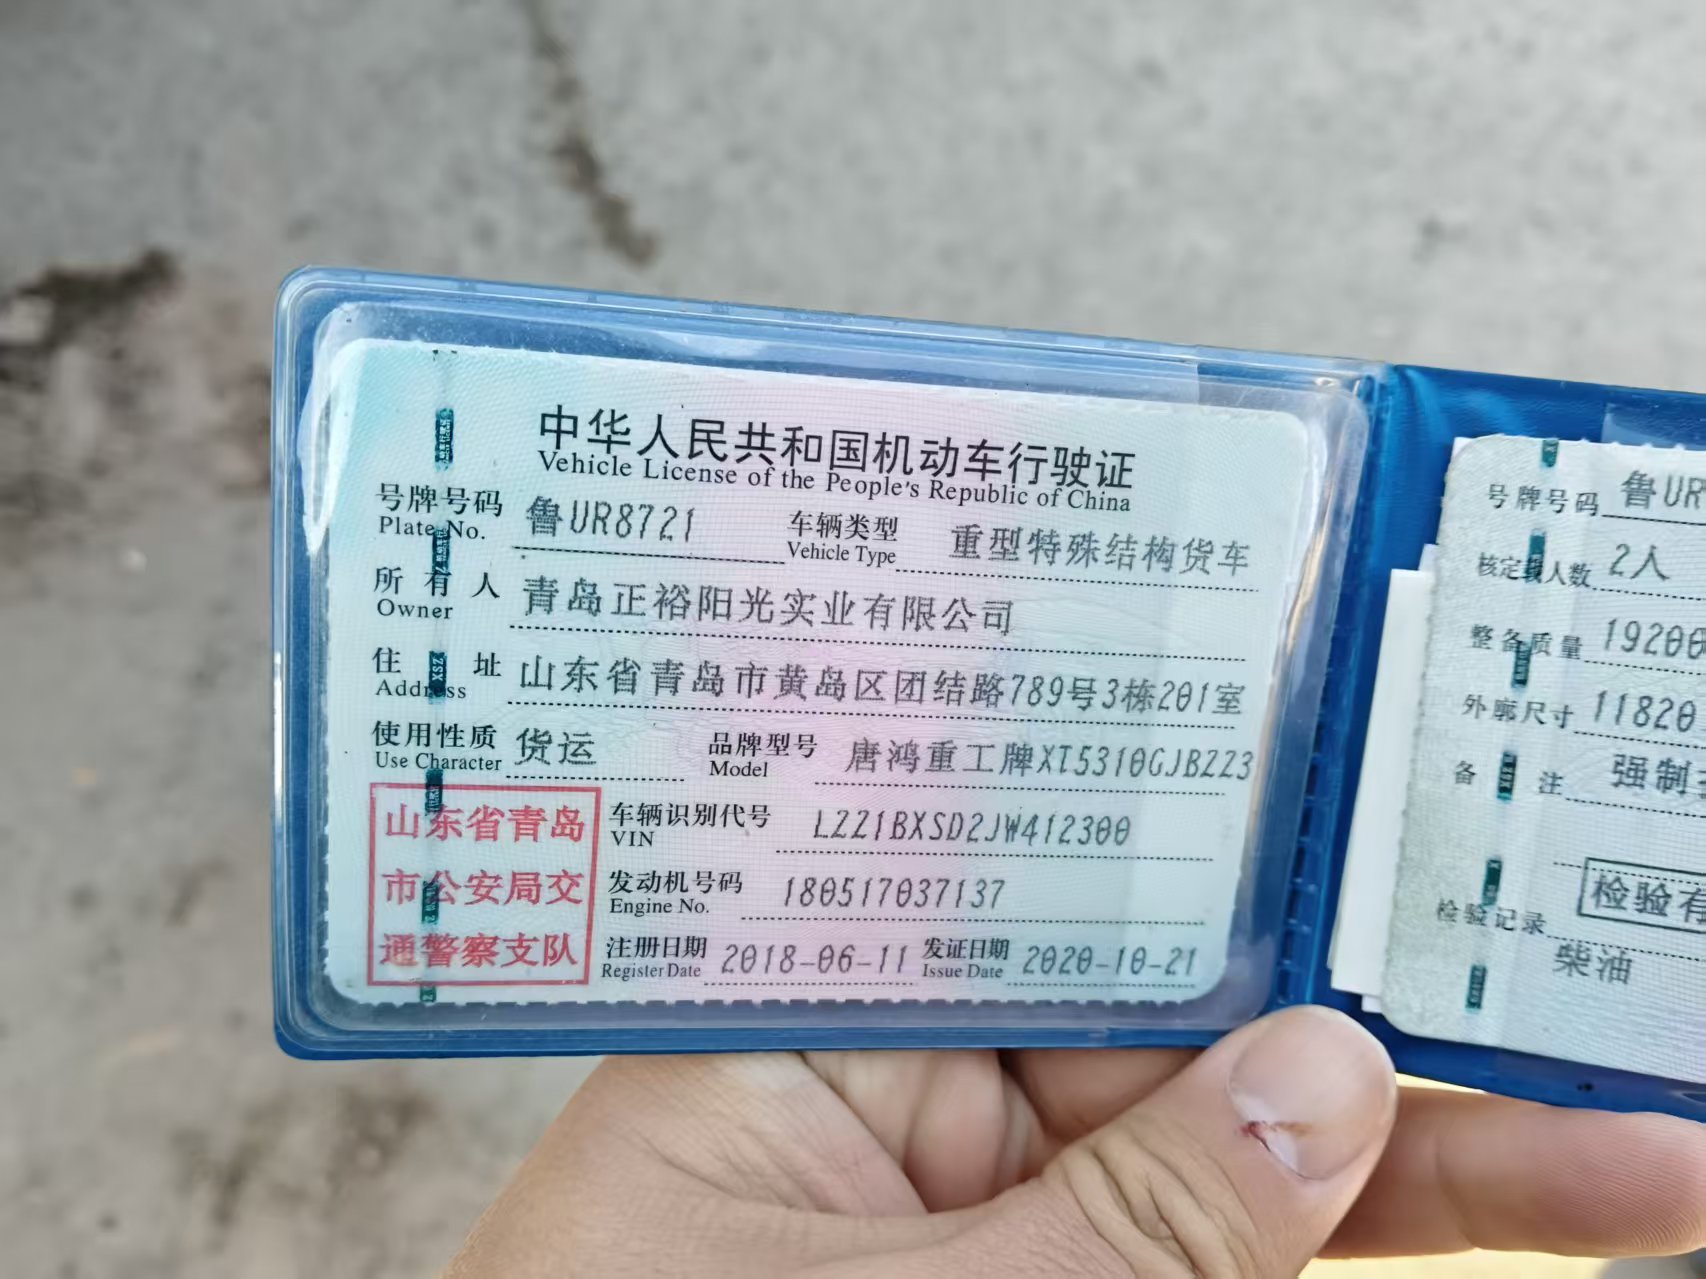 中华人民共和国机动车行驶证
Vehicle License of the People's Republic of China
号牌号码 鲁UR8721 车辆类型 重型特殊结构货车
Plate No. Vehicle Type
所有人 青岛正裕阳光实业有限公司
Owner
住址 山东省青岛市黄岛区团结路789号3栋201室
Address
使用性质 货运 品牌型号 唐鸿重工牌XT5310GJBZZ3
Use Character Model
山东省青岛
市公安局交
通警察支队
车辆识别代号 LZZ1BXSD2JW412300
VIN
发动机号码 180517037137
Engine No.
注册日期 2018-06-11 发证日期 2020-10-21
Register Date Issue Date
号牌号码 鲁UR
核定载人数 2人
整备质量 19200
外廓尺寸 11820
备注 强制
检验有
检验记录
柴油